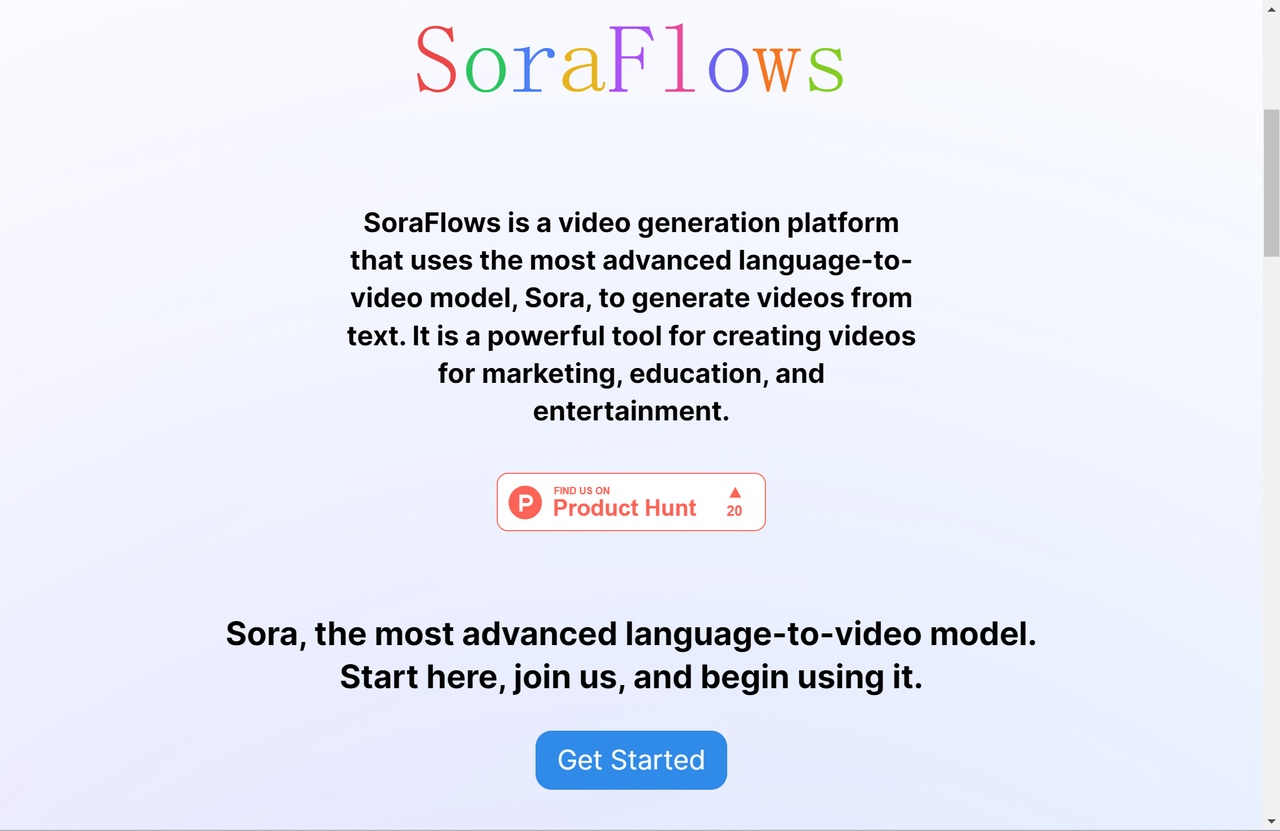 SoraFlows
SoraFlows is a video generation platform
that uses the most advanced language-to-
video model, Sora, to generate videos from
text. It is a powerful tool for creating videos
for marketing, education, and
entertainment.
P
FIND US ON
Product Hunt
▲
20
Sora, the most advanced language-to-video model.
Start here, join us, and begin using it.
Get Started